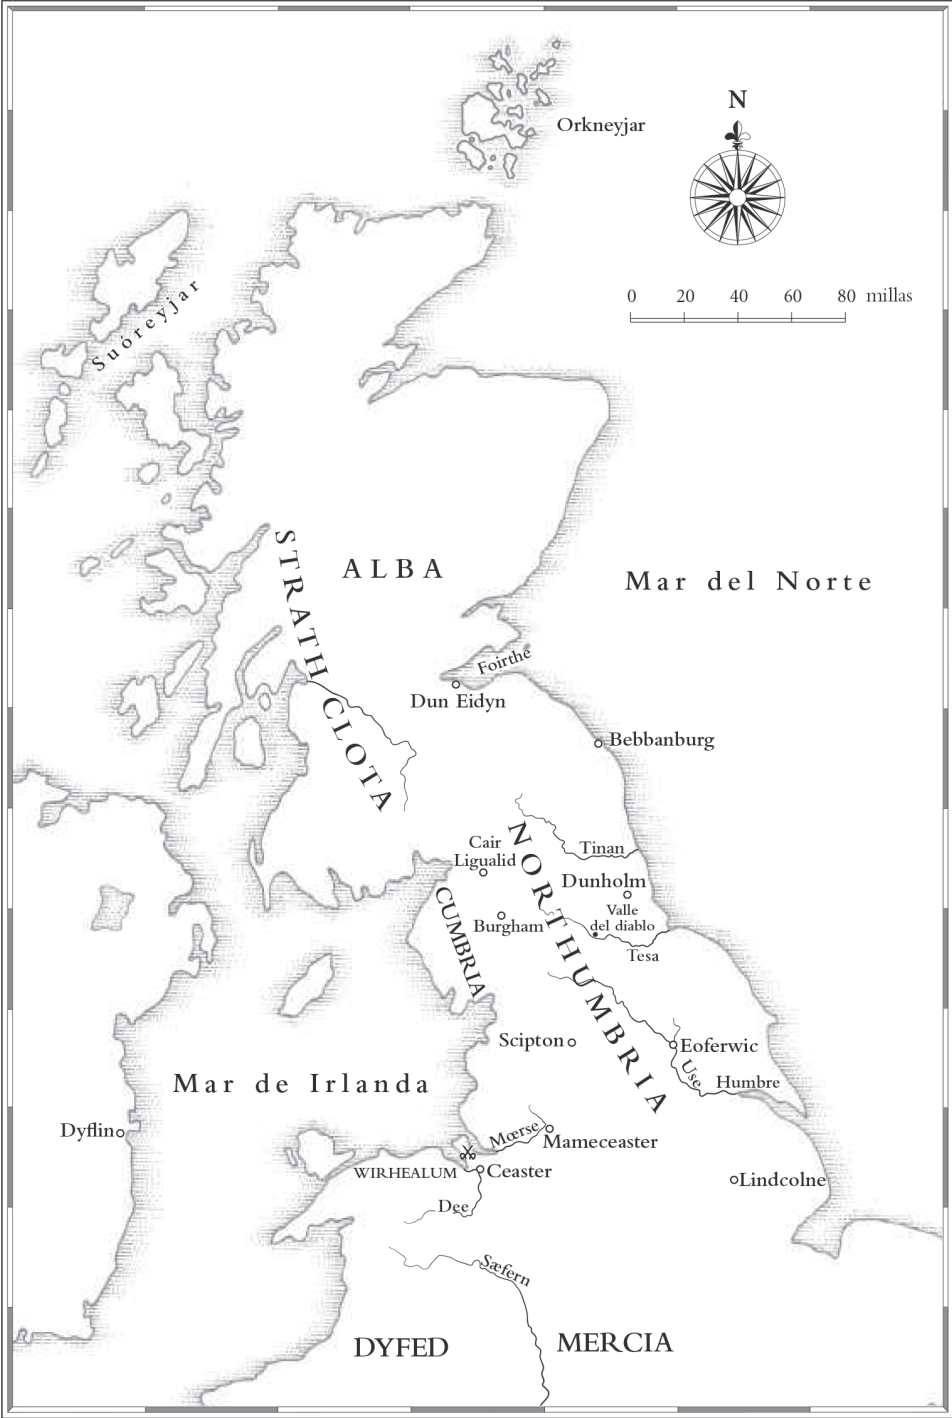 Orkneyjar
N
0 20 40 60 80 millas
Suóreyjar
STRATH CLOTA
ALBA
Mar del Norte
Foirthe
Dun Eidyn
Bebbanburg
NORTHUMBRIA
Tinan
Cair
Ligualid
Dunholm
CUMBRIA
Burgham
Valle
del diablo
Tesa
Scipton
Eoferwic
Use
Humbre
Mar de Irlanda
Dyflin
Mœrse
Mameceaster
WIRHEALUM
Ceaster
Lindcolne
Dee
Sæfern
DYFED
MERCIA